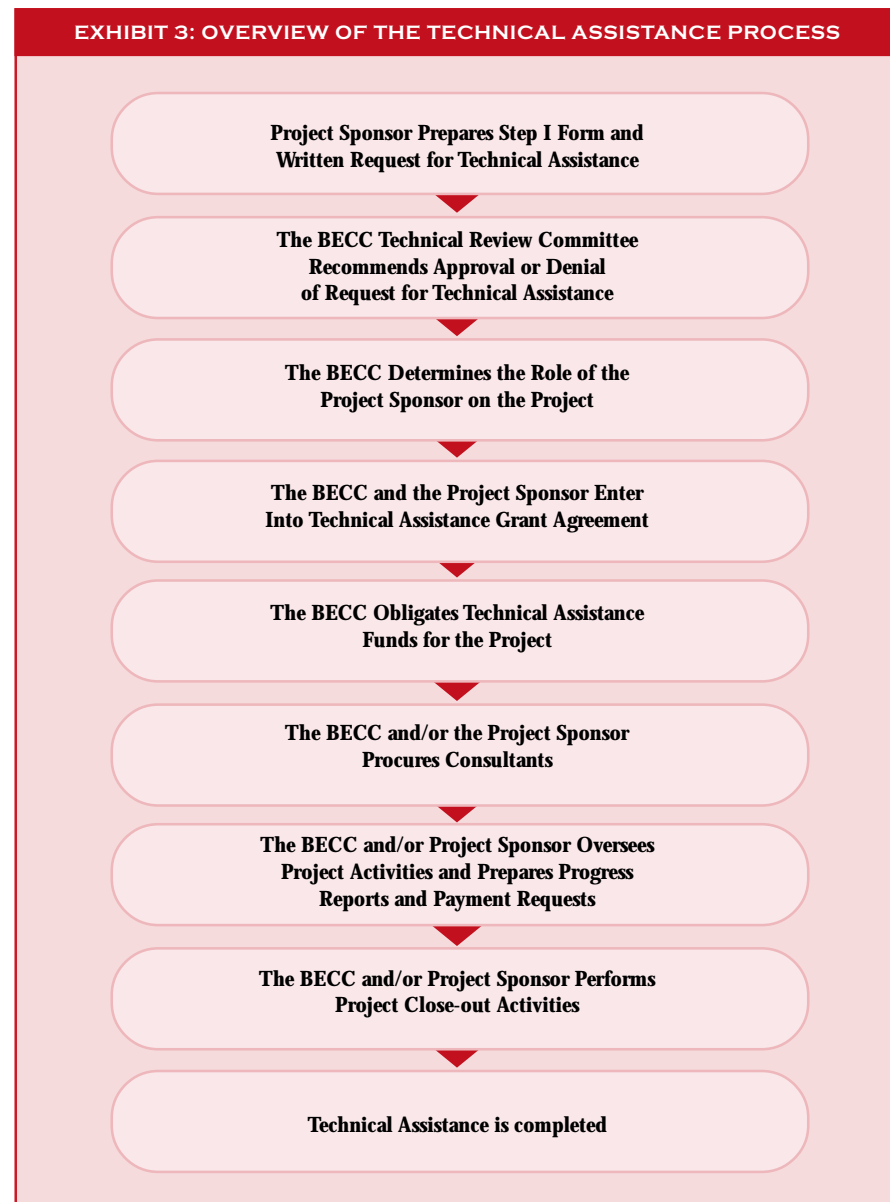 EXHIBIT 3: OVERVIEW OF THE TECHNICAL ASSISTANCE PROCESS
Project Sponsor Prepares Step I Form and
Written Request for Technical Assistance
The BECC Technical Review Committee
Recommends Approval or Denial
of Request for Technical Assistance
The BECC Determines the Role of the
Project Sponsor on the Project
The BECC and the Project Sponsor Enter
Into Technical Assistance Grant Agreement
The BECC Obligates Technical Assistance
Funds for the Project
The BECC and/or the Project Sponsor
Procures Consultants
The BECC and/or Project Sponsor Oversees
Project Activities and Prepares Progress
Reports and Payment Requests
The BECC and/or Project Sponsor Performs
Project Close-out Activities
Technical Assistance is completed